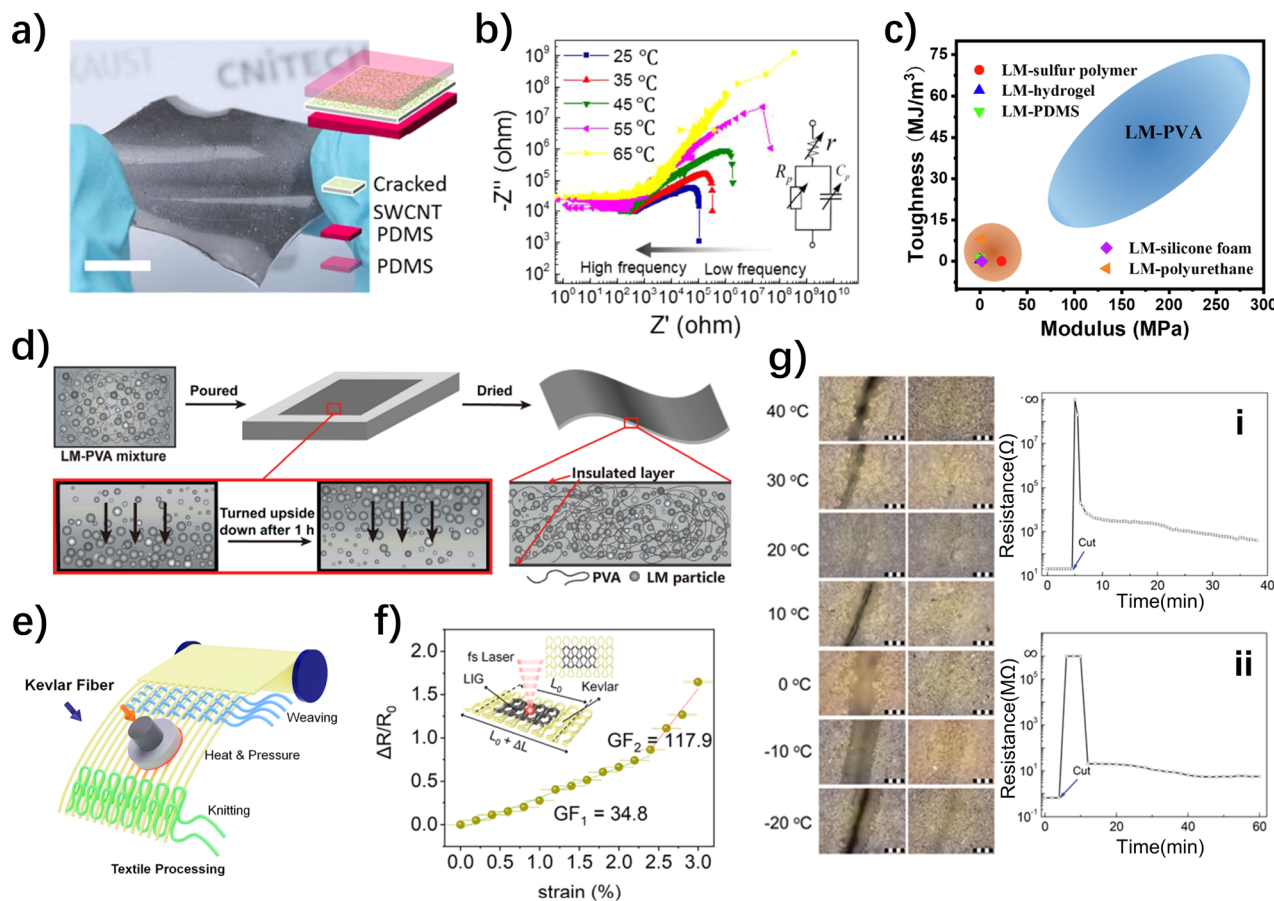 a)
KAUST
CNiTECH
Cracked
SWCNT
PDMS
PDMS
b)
-Z'' (ohm)
10⁹
10⁸
10⁷
10⁶
10⁵
10⁴
10³
10²
25 °C
35 °C
45 °C
55 °C
65 °C
r
Rₚ
Cₚ
High frequency
Low frequency
10⁰ 10¹ 10² 10³ 10⁴ 10⁵ 10⁶ 10⁷ 10⁸ 10⁹ 10¹⁰
Z' (ohm)
c)
Toughness (MJ/m³)
75
60
45
30
15
0
LM-sulfur polymer
LM-hydrogel
LM-PDMS
LM-PVA
LM-silicone foam
LM-polyurethane
0 50 100 150 200 250 300
Modulus (MPa)
d)
Poured
Dried
LM-PVA mixture
Turned upside
down after 1 h
Insulated layer
PVA
LM particle
e)
Kevlar Fiber
Weaving
Heat & Pressure
Knitting
Textile Processing
f)
ΔR/R₀
2.0
1.5
1.0
0.5
0.0
fs Laser
LIG
L₀
Kevlar
L₀ + ΔL
GF₂ = 117.9
GF₁ = 34.8
0.0 0.5 1.0 1.5 2.0 2.5 3.0
strain (%)
g)
40 °C
30 °C
20 °C
10 °C
0 °C
-10 °C
-20 °C
i
Resistance(Ω)
∞
10⁷
10⁵
10³
10¹
Cut
0 10 20 30 40
Time(min)
ii
Resistance(MΩ)
∞
10⁵
10³
10¹
10⁻¹
Cut
0 20 40 60
Time(min)